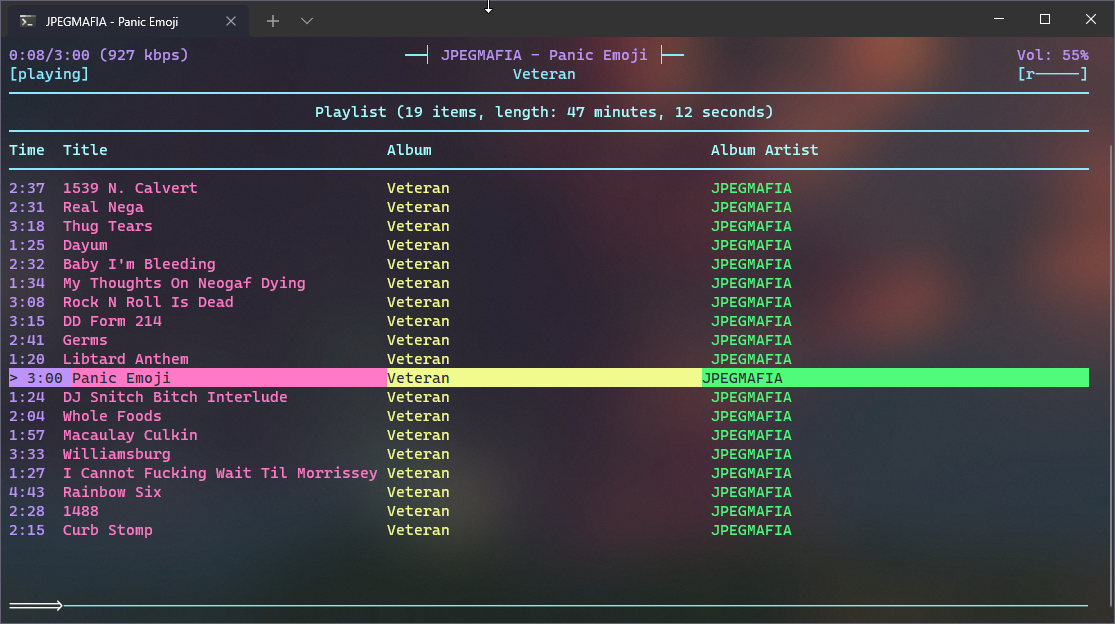 JPEGMAFIA - Panic Emoji
0:08/3:00 (927 kbps) JPEGMAFIA - Panic Emoji Vol: 55%
[playing] Veteran [r─────]
Playlist (19 items, length: 47 minutes, 12 seconds)
Time Title Album Album Artist
2:37 1539 N. Calvert Veteran JPEGMAFIA
2:31 Real Nega Veteran JPEGMAFIA
3:18 Thug Tears Veteran JPEGMAFIA
1:25 Dayum Veteran JPEGMAFIA
2:32 Baby I'm Bleeding Veteran JPEGMAFIA
1:34 My Thoughts On Neogaf Dying Veteran JPEGMAFIA
3:08 Rock N Roll Is Dead Veteran JPEGMAFIA
3:15 DD Form 214 Veteran JPEGMAFIA
2:41 Germs Veteran JPEGMAFIA
1:20 Libtard Anthem Veteran JPEGMAFIA
> 3:00 Panic Emoji Veteran JPEGMAFIA
1:24 DJ Snitch Bitch Interlude Veteran JPEGMAFIA
2:04 Whole Foods Veteran JPEGMAFIA
1:57 Macaulay Culkin Veteran JPEGMAFIA
3:33 Williamsburg Veteran JPEGMAFIA
1:27 I Cannot Fucking Wait Til Morrissey Veteran JPEGMAFIA
4:43 Rainbow Six Veteran JPEGMAFIA
2:28 1488 Veteran JPEGMAFIA
2:15 Curb Stomp Veteran JPEGMAFIA